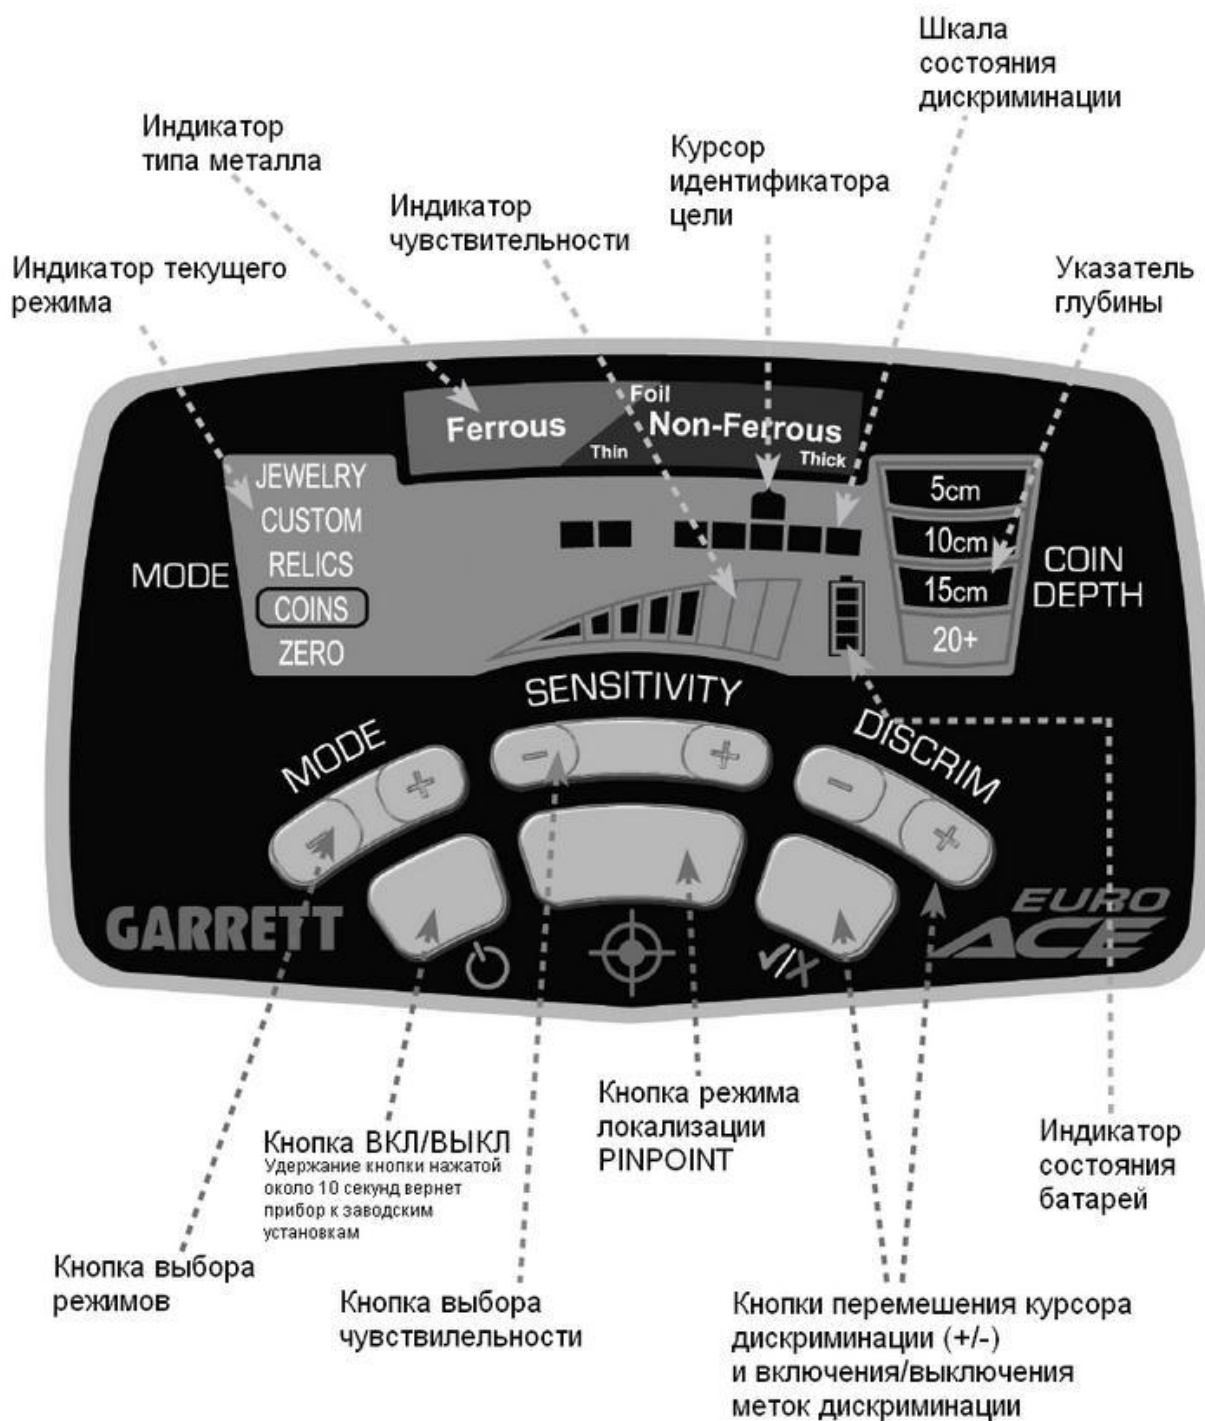 Шкала
состояния
дискриминации
Индикатор
типа металла
Курсор
идентификатора
цели
Индикатор
чувствительности
Индикатор текущего
режима
Указатель
глубины
Foil
Ferrous
Non-Ferrous
Thin
Thick
JEWELRY
CUSTOM
RELICS
COINS
ZERO
MODE
5cm
10cm
15cm
20+
COIN
DEPTH
SENSITIVITY
MODE
DISCRIM
- +
- +
- +
GARRETT
EURO
ACE
✓/X
Кнопка режима
локализации
PINPOINT
Кнопка ВКЛ/ВЫКЛ
Удержание кнопки нажатой
около 10 секунд вернет
прибор к заводским
установкам
Индикатор
состояния
батарей
Кнопка выбора
режимов
Кнопка выбора
чувствилельности
Кнопки перемешения курсора
дискриминации (+/-)
и включения/выключения
меток дискриминации